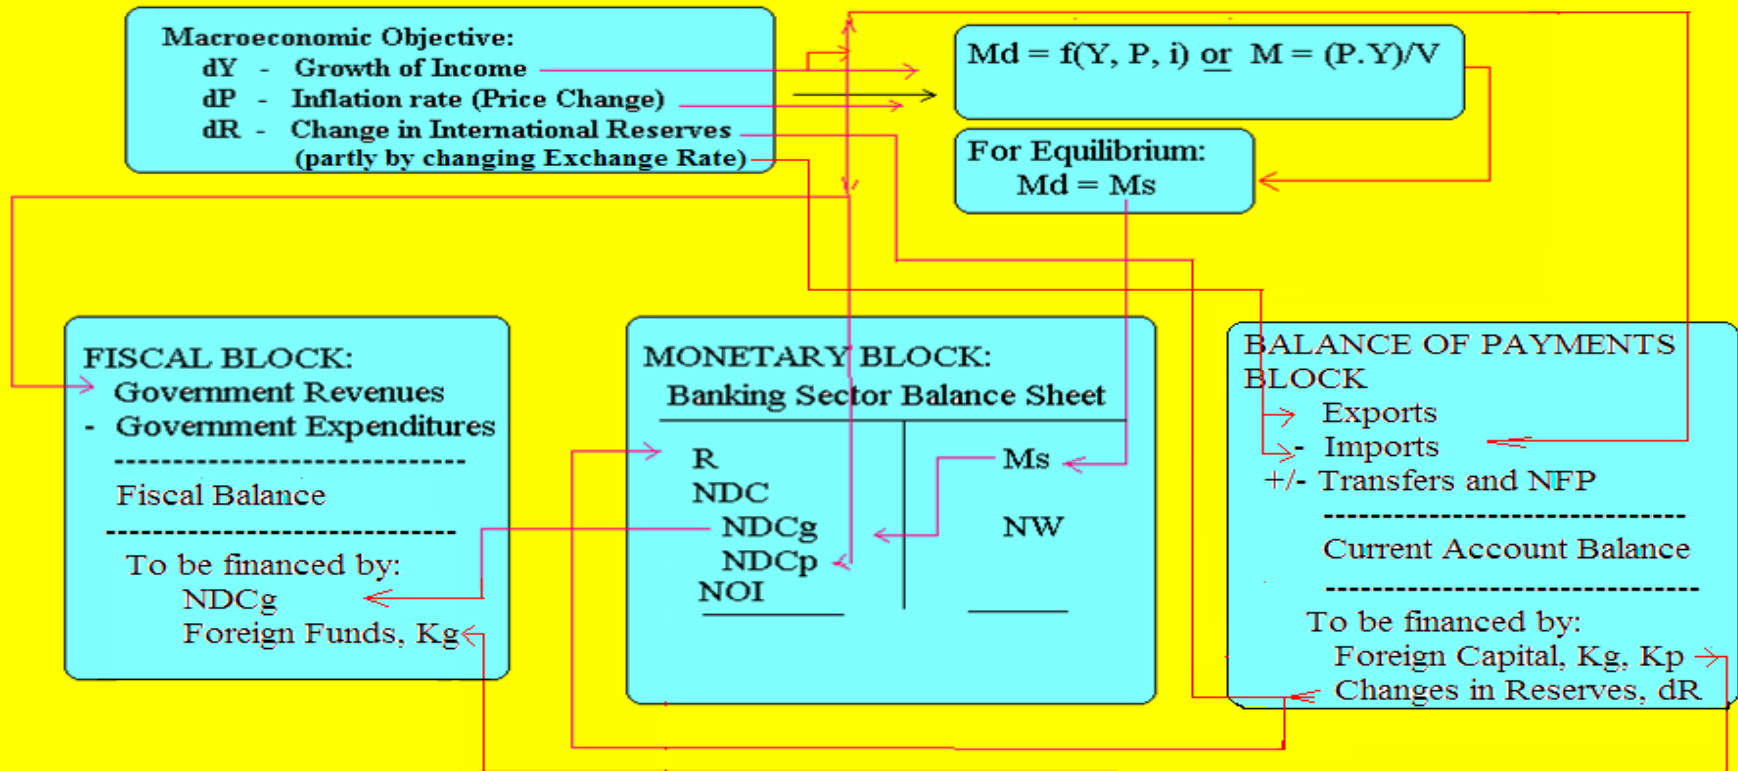 Macroeconomic Objective:
dY - Growth of Income
dP - Inflation rate (Price Change)
dR - Change in International Reserves
(partly by changing Exchange Rate)
Md = f(Y, P, i) or M = (P.Y)/V
For Equilibrium:
Md = Ms
FISCAL BLOCK:
Government Revenues
- Government Expenditures
-----------------------------
Fiscal Balance
-----------------------------
To be financed by:
NDCg
Foreign Funds, Kg
MONETARY BLOCK:
Banking Sector Balance Sheet
R Ms
NDC
NDCg NW
NDCp
NOI
BALANCE OF PAYMENTS
BLOCK
Exports
- Imports
+/- Transfers and NFP
------------------------------
Current Account Balance
-------------------------------
To be financed by:
Foreign Capital, Kg, Kp
Changes in Reserves, dR